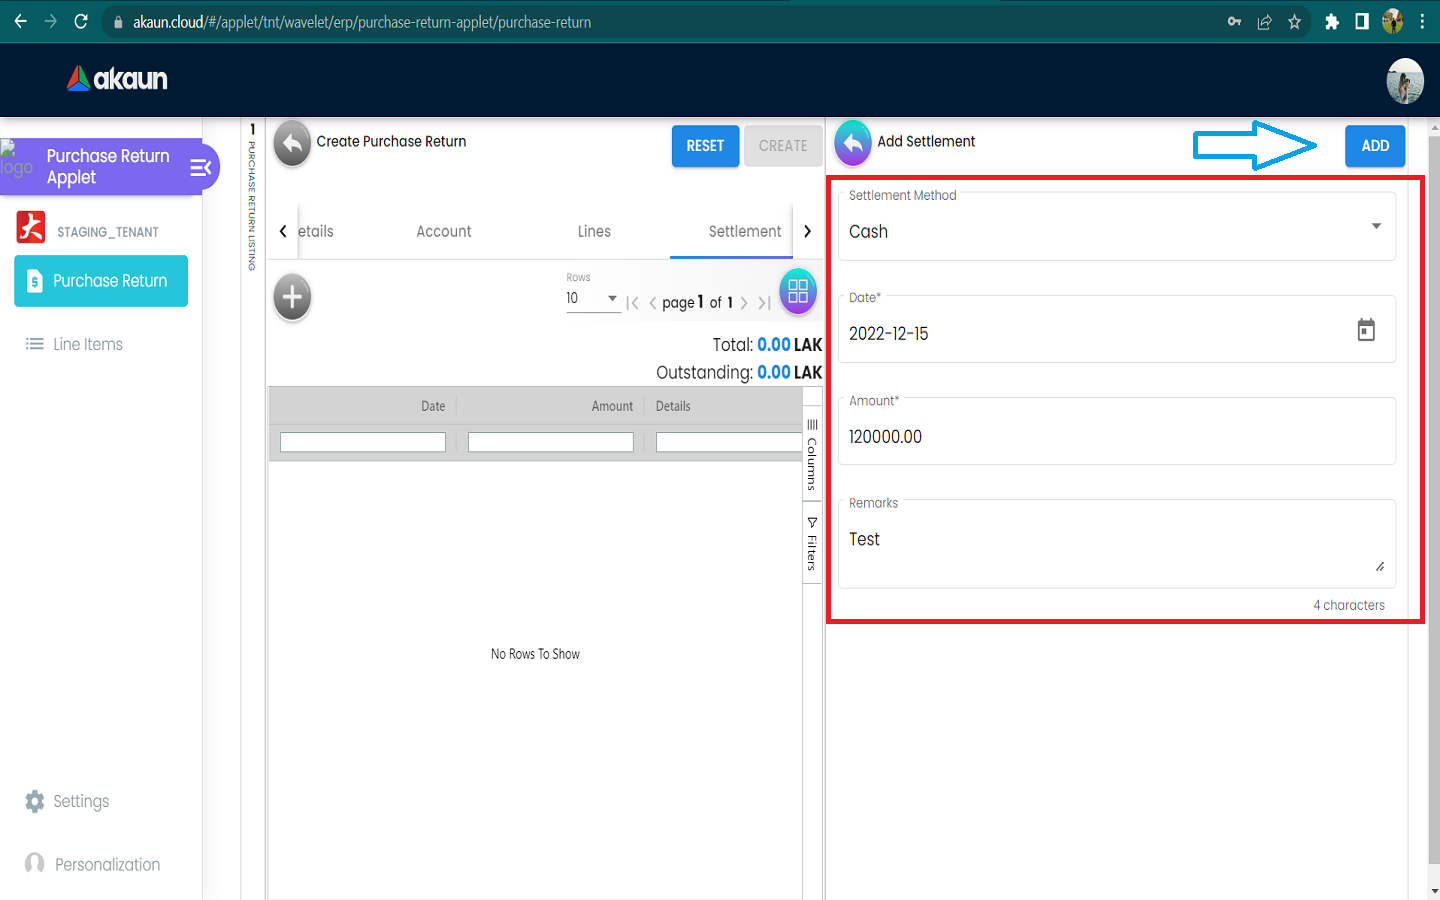 akaun.cloud/#/applet/tnt/wavelet/erp/purchase-return-applet/purchase-return
akaun
logo
Purchase Return
Applet
STAGING_TENANT
Purchase Return
Line Items
Settings
Personalization
1
PURCHASE RETURN LISTING
Create Purchase Return
RESET
CREATE
etails
Account
Lines
Settlement
Rows
10
page 1 of 1
Total: 0.00 LAK
Outstanding: 0.00 LAK
Date
Amount
Details
Columns
Filters
No Rows To Show
Add Settlement
ADD
Settlement Method
Cash
Date*
2022-12-15
Amount*
120000.00
Remarks
Test
4 characters